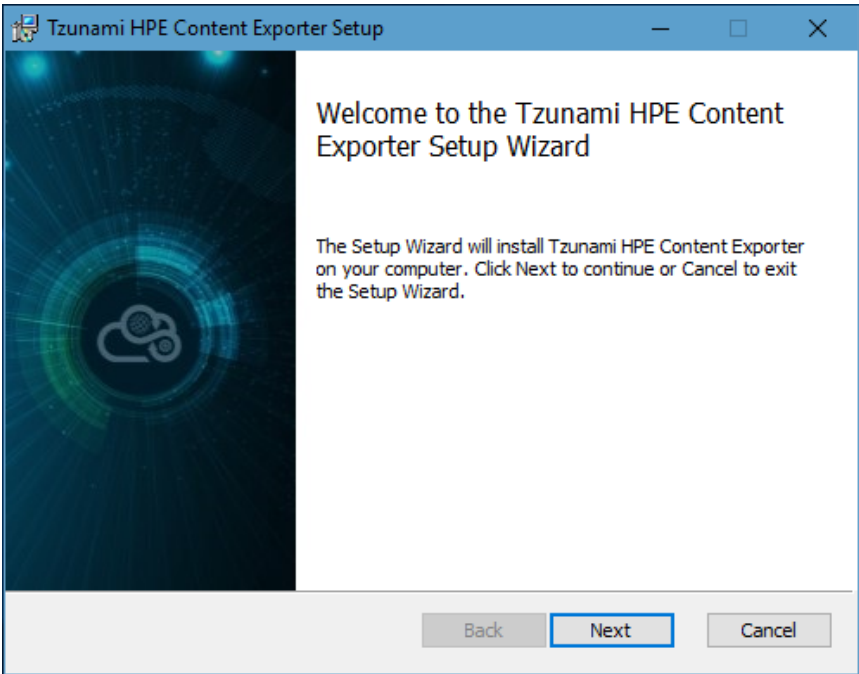 Tzunami HPE Content Exporter Setup
Welcome to the Tzunami HPE Content
Exporter Setup Wizard
The Setup Wizard will install Tzunami HPE Content Exporter
on your computer. Click Next to continue or Cancel to exit
the Setup Wizard.
Back Next Cancel